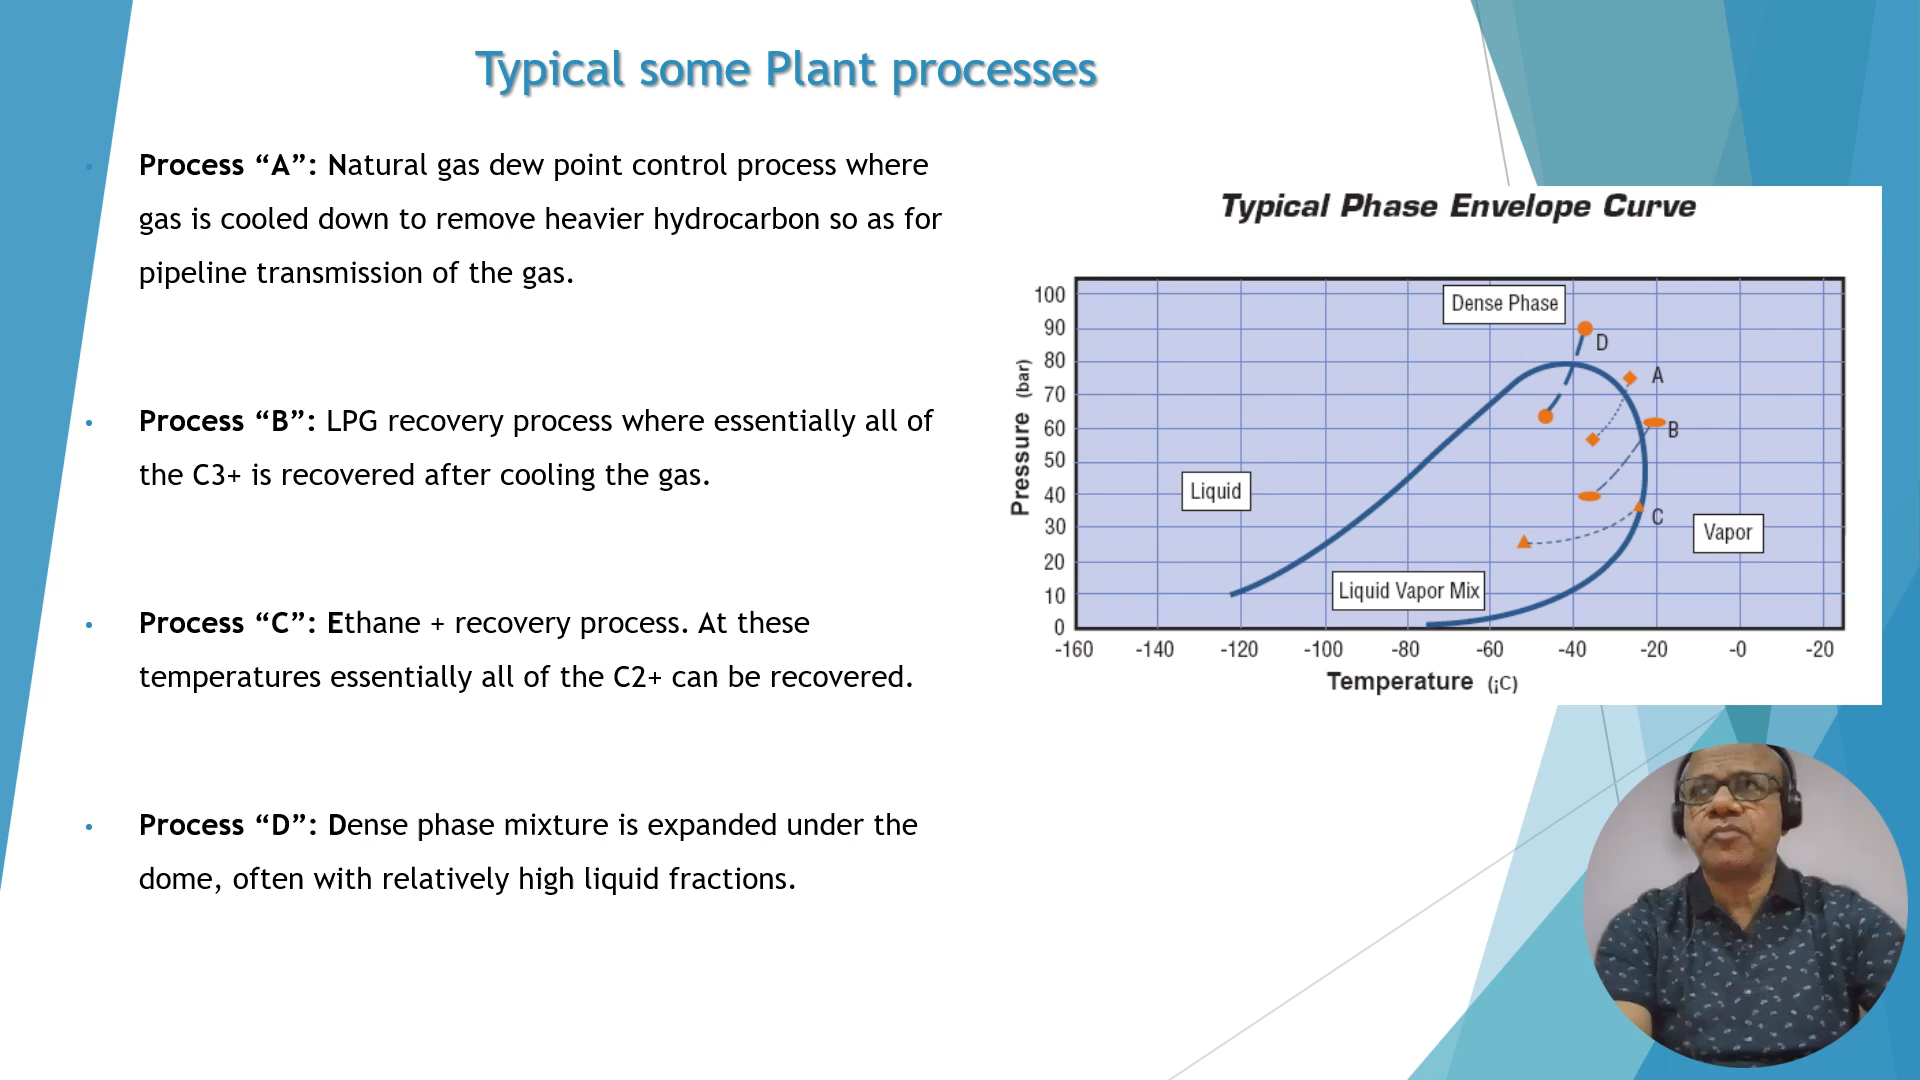 Typical some Plant processes
Process “A”: Natural gas dew point control process where
gas is cooled down to remove heavier hydrocarbon so as for
pipeline transmission of the gas.
Process “B”: LPG recovery process where essentially all of
the C3+ is recovered after cooling the gas.
Process “C”: Ethane + recovery process. At these
temperatures essentially all of the C2+ can be recovered.
Process “D”: Dense phase mixture is expanded under the
dome, often with relatively high liquid fractions.
Typical Phase Envelope Curve
Pressure (bar)
100
90
80
70
60
50
40
30
20
10
0
Dense Phase
D
A
B
C
Liquid
Vapor
Liquid Vapor Mix
-160 -140 -120 -100 -80 -60 -40 -20 -0 -20
Temperature (¡C)